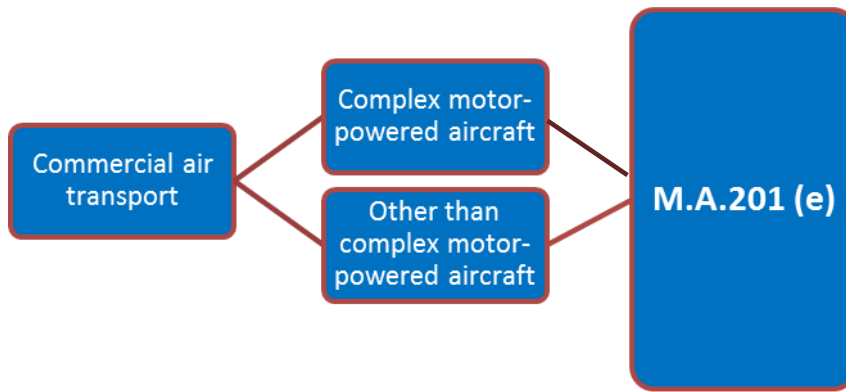 Commercial air
transport
Complex motor-
powered aircraft
Other than
complex motor-
powered aircraft
M.A.201 (e)